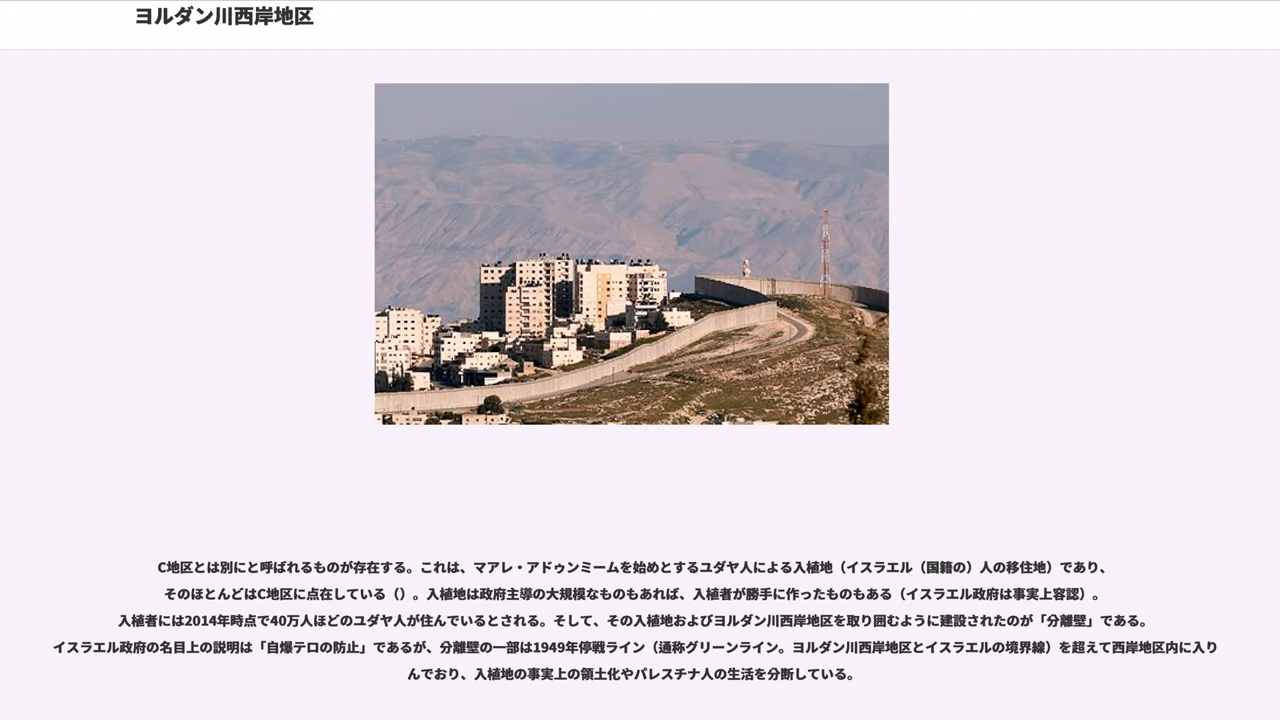 ヨルダン川西岸地区
C地区とは別にと呼ばれるものが存在する。これは、マアレ・アドゥンミームを始めとするユダヤ人による入植地（イスラエル（国籍の）人の移住地）であり、
そのほとんどはC地区に点在している（）。入植地は政府主導の大規模なものもあれば、入植者が勝手に作ったものもある（イスラエル政府は事実上容認）。
入植者には2014年時点で40万人ほどのユダヤ人が住んでいるとされる。そして、その入植地およびヨルダン川西岸地区を取り囲むように建設されたのが「分離壁」である。
イスラエル政府の名目上の説明は「自爆テロの防止」であるが、分離壁の一部は1949年停戦ライン（通称グリーンライン。ヨルダン川西岸地区とイスラエルの境界線）を超えて西岸地区内に入り
んでおり、入植地の事実上の領土化やパレスチナ人の生活を分断している。